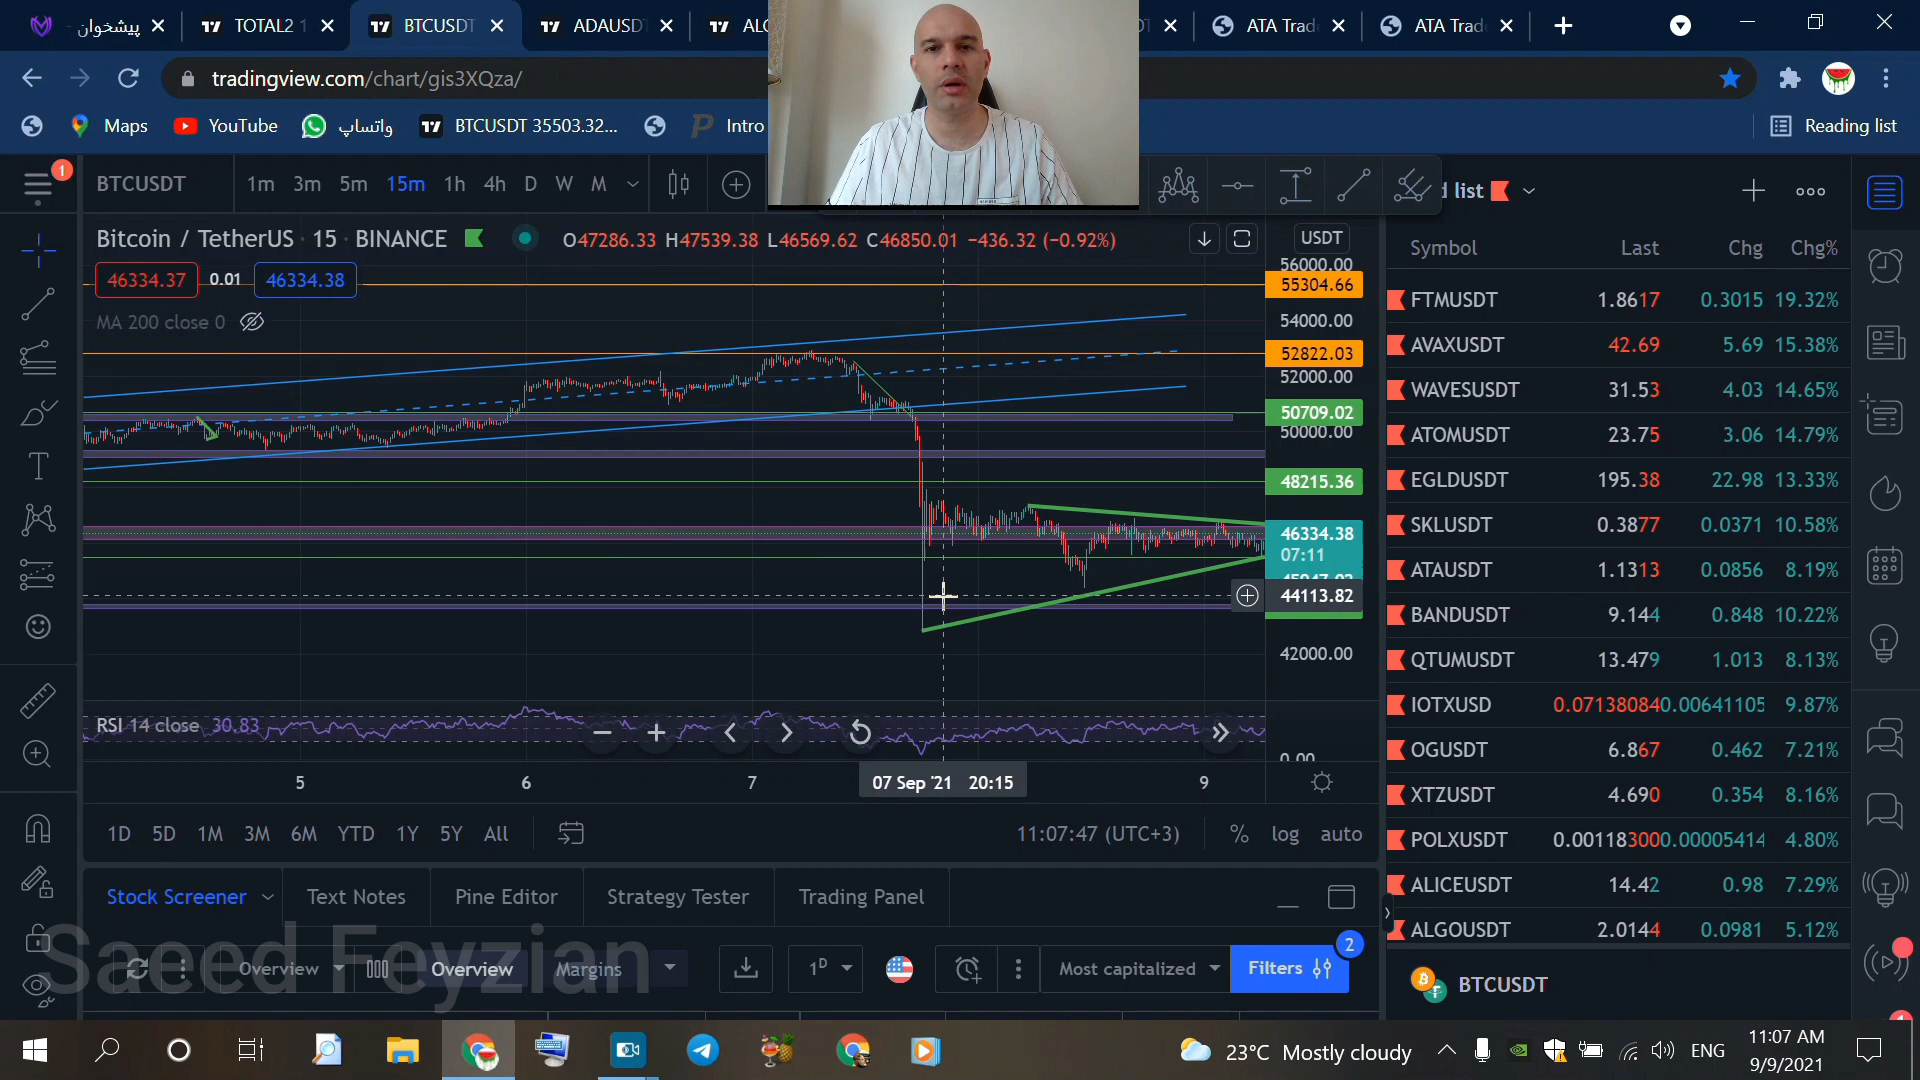 پیشخوان
TOTAL2 1
BTCUSDT
ADAUSD
ALG
DT
ATA Trad
ATA Trad
tradingview.com/chart/gis3XQza/
Maps
YouTube
واتساپ
BTCUSDT 35503.32...
Intro
Reading list
1
BTCUSDT
1m 3m 5m 15m 1h 4h D W M
d list
Bitcoin / TetherUS · 15 · BINANCE
O47286.33 H47539.38 L46569.62 C46850.01 −436.32 (−0.92%)
USDT
46334.37 0.01 46334.38
MA 200 close 0
56000.00
55304.66
54000.00
52822.03
52000.00
50709.02
50000.00
48215.36
46334.38
07:11
44113.82
42000.00
RSI 14 close 30.83
0.00
5 6 7 07 Sep '21 20:15 9
1D 5D 1M 3M 6M YTD 1Y 5Y All
11:07:47 (UTC+3) % log auto
Symbol Last Chg Chg%
FTMUSDT 1.8617 0.3015 19.32%
AVAXUSDT 42.69 5.69 15.38%
WAVESUSDT 31.53 4.03 14.65%
ATOMUSDT 23.75 3.06 14.79%
EGLDUSDT 195.38 22.98 13.33%
SKLUSDT 0.3877 0.0371 10.58%
ATAUSDT 1.1313 0.0856 8.19%
BANDUSDT 9.144 0.848 10.22%
QTUMUSDT 13.479 1.013 8.13%
IOTXUSD 0.07138084 0.00641105 9.87%
OGUSDT 6.867 0.462 7.21%
XTZUSDT 4.690 0.354 8.16%
POLXUSDT 0.00118300 0.00005414 4.80%
ALICEUSDT 14.42 0.98 7.29%
ALGOUSDT 2.0144 0.0981 5.12%
BTCUSDT
Stock Screener Text Notes Pine Editor Strategy Tester Trading Panel
Saeed Feyzian
Overview Overview Margins 1D Most capitalized Filters 2
23°C Mostly cloudy
ENG
11:07 AM
9/9/2021